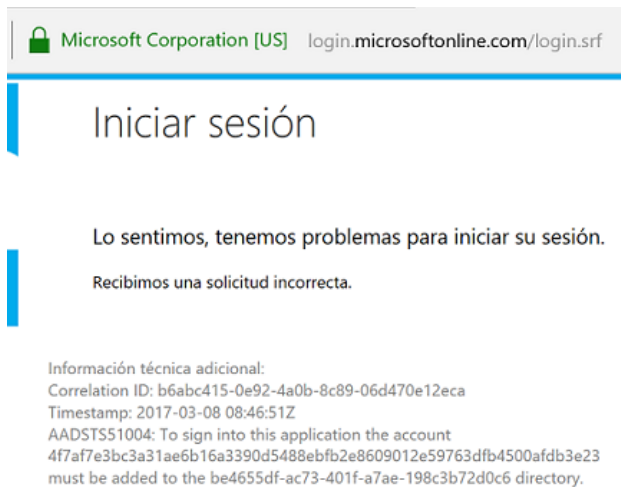 Microsoft Corporation [US] login.microsoftonline.com/login.srf
Iniciar sesión
Lo sentimos, tenemos problemas para iniciar su sesión.
Recibimos una solicitud incorrecta.
Información técnica adicional:
Correlation ID: b6abc415-0e92-4a0b-8c89-06d470e12eca
Timestamp: 2017-03-08 08:46:51Z
AADSTS51004: To sign into this application the account
4f7af7e3bc3a31ae6b16a3390d5488ebfb2e8609012e59763dfb4500afdb3e23
must be added to the be4655df-ac73-401f-a7ae-198c3b72d0c6 directory.